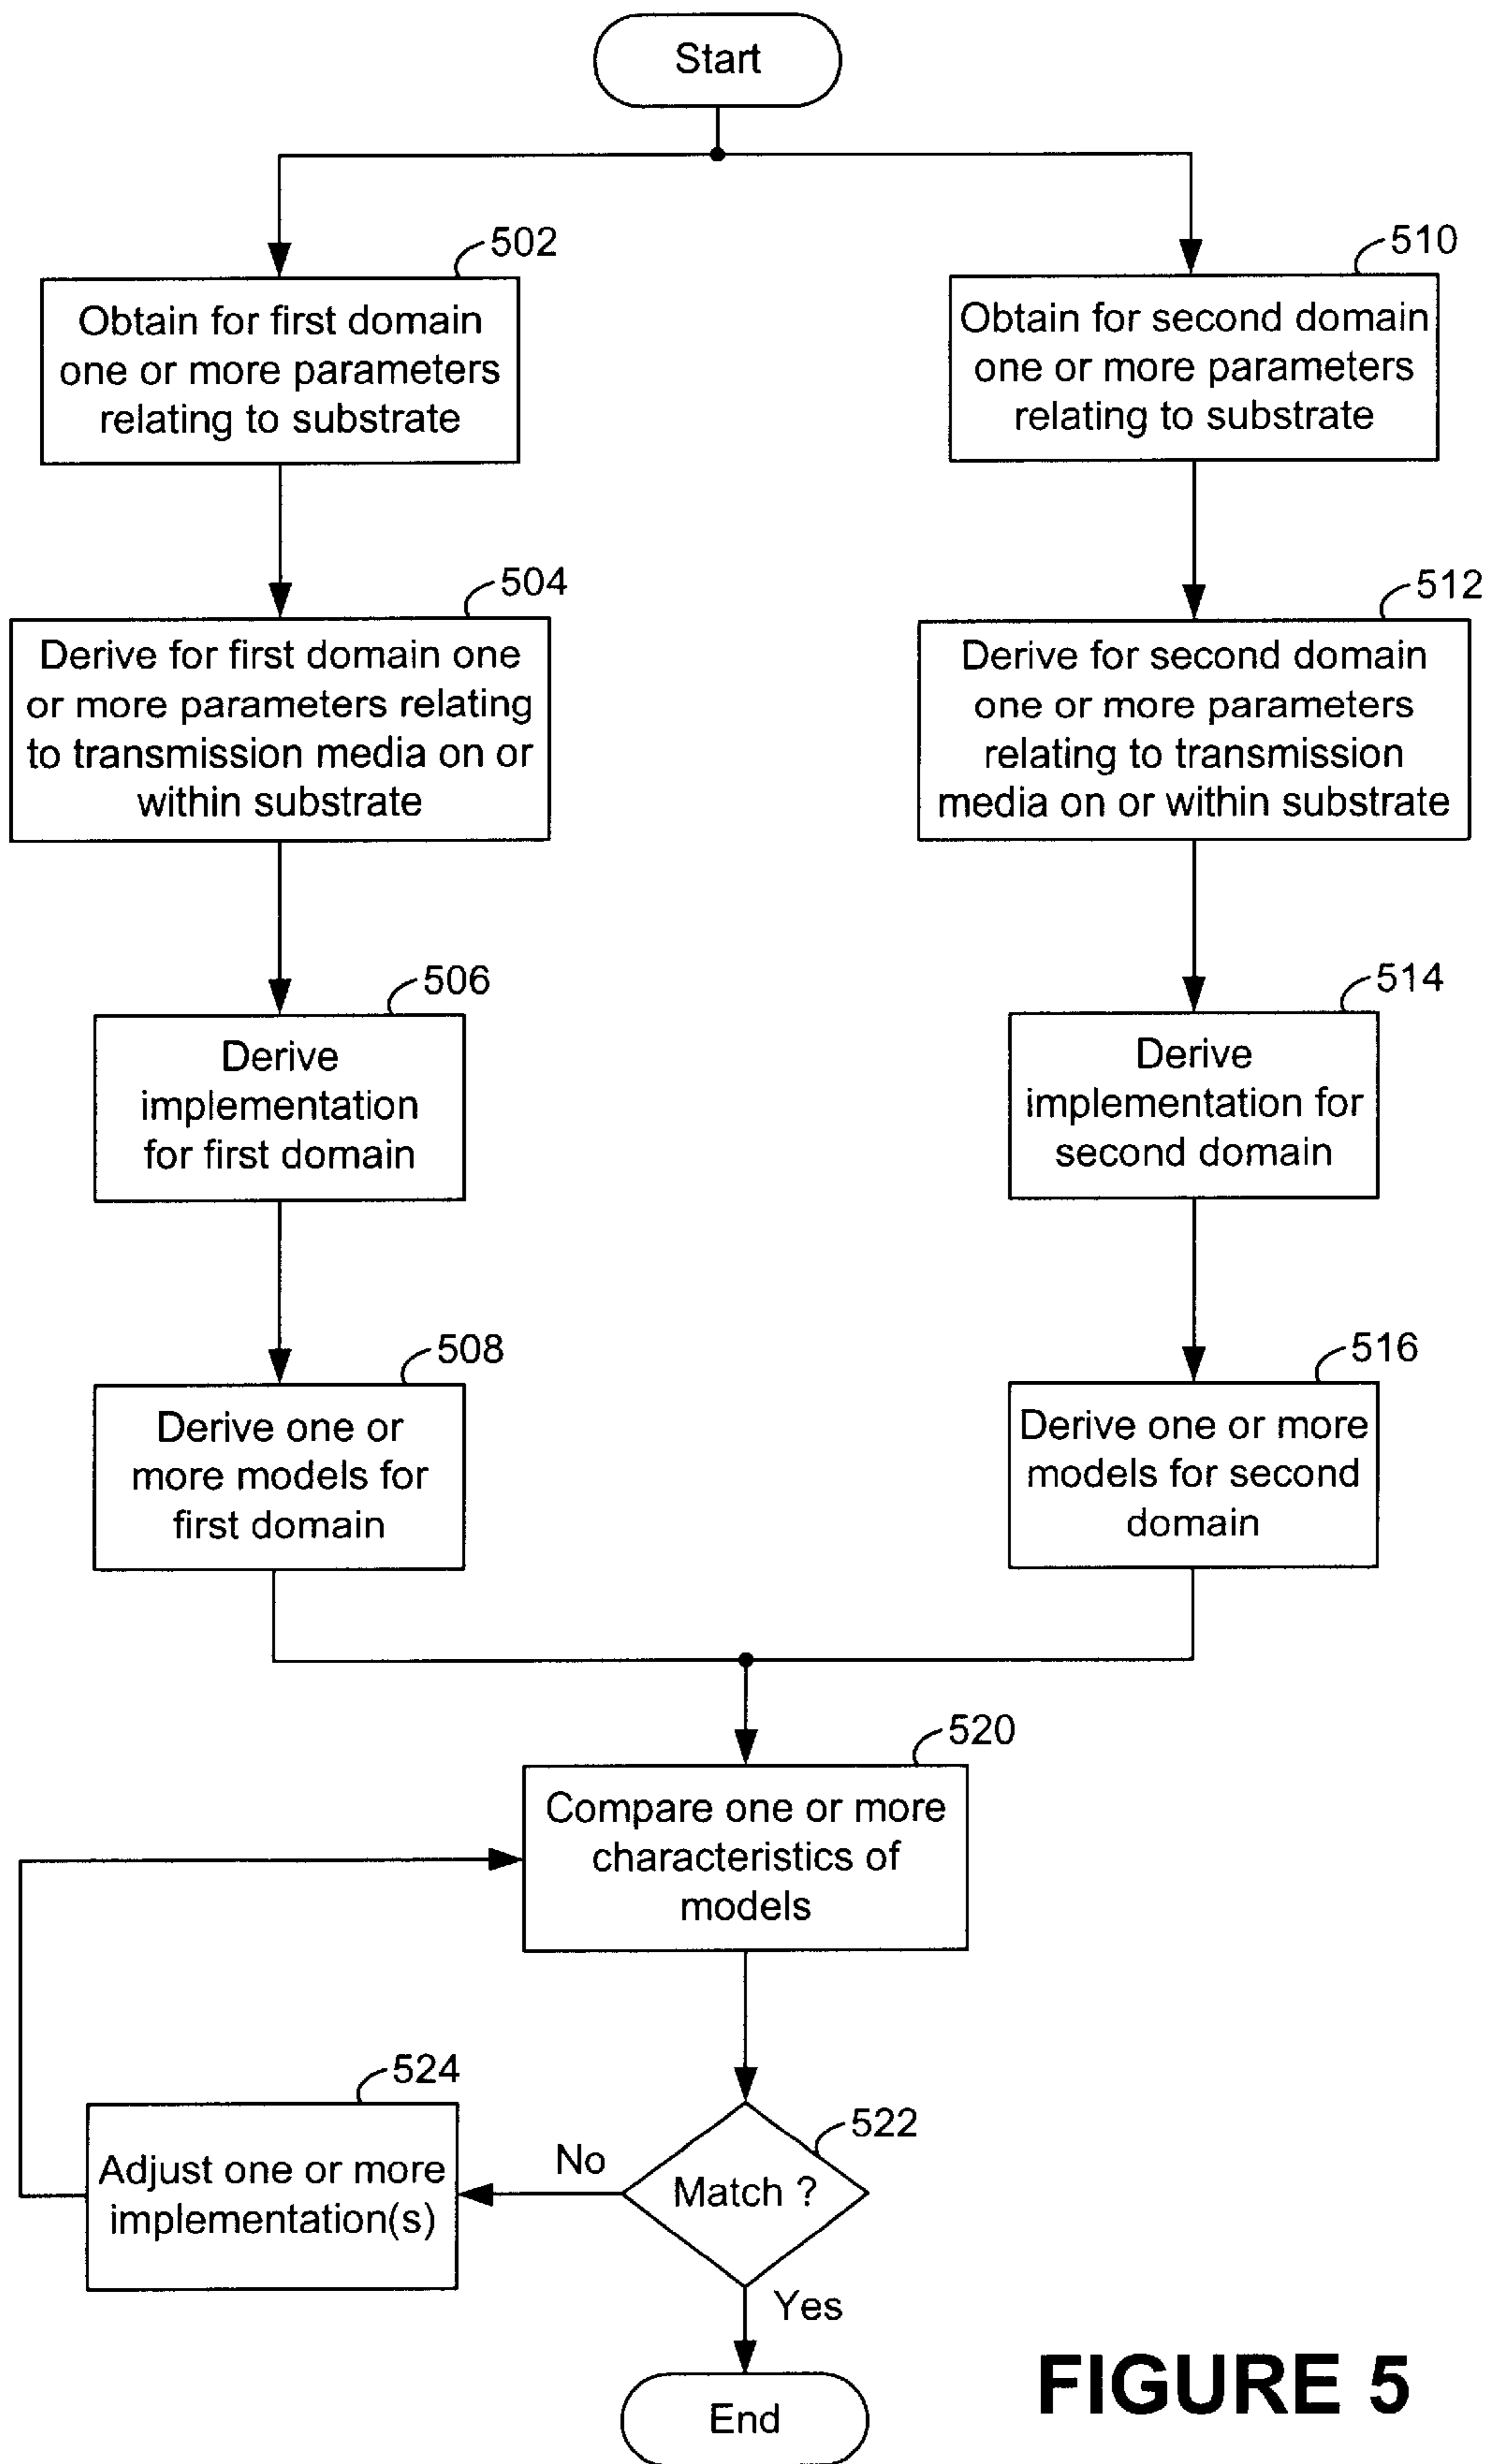 Start
502
Obtain for first domain
one or more parameters
relating to substrate
504
Derive for first domain one
or more parameters relating
to transmission media on or
within substrate
506
Derive
implementation
for first domain
508
Derive one or
more models for
first domain
510
Obtain for second domain
one or more parameters
relating to substrate
512
Derive for second domain
one or more parameters
relating to transmission
media on or within substrate
514
Derive
implementation for
second domain
516
Derive one or more
models for second
domain
520
Compare one or more
characteristics of
models
522
Match ?
No
524
Adjust one or more
implementation(s)
Yes
End
FIGURE 5